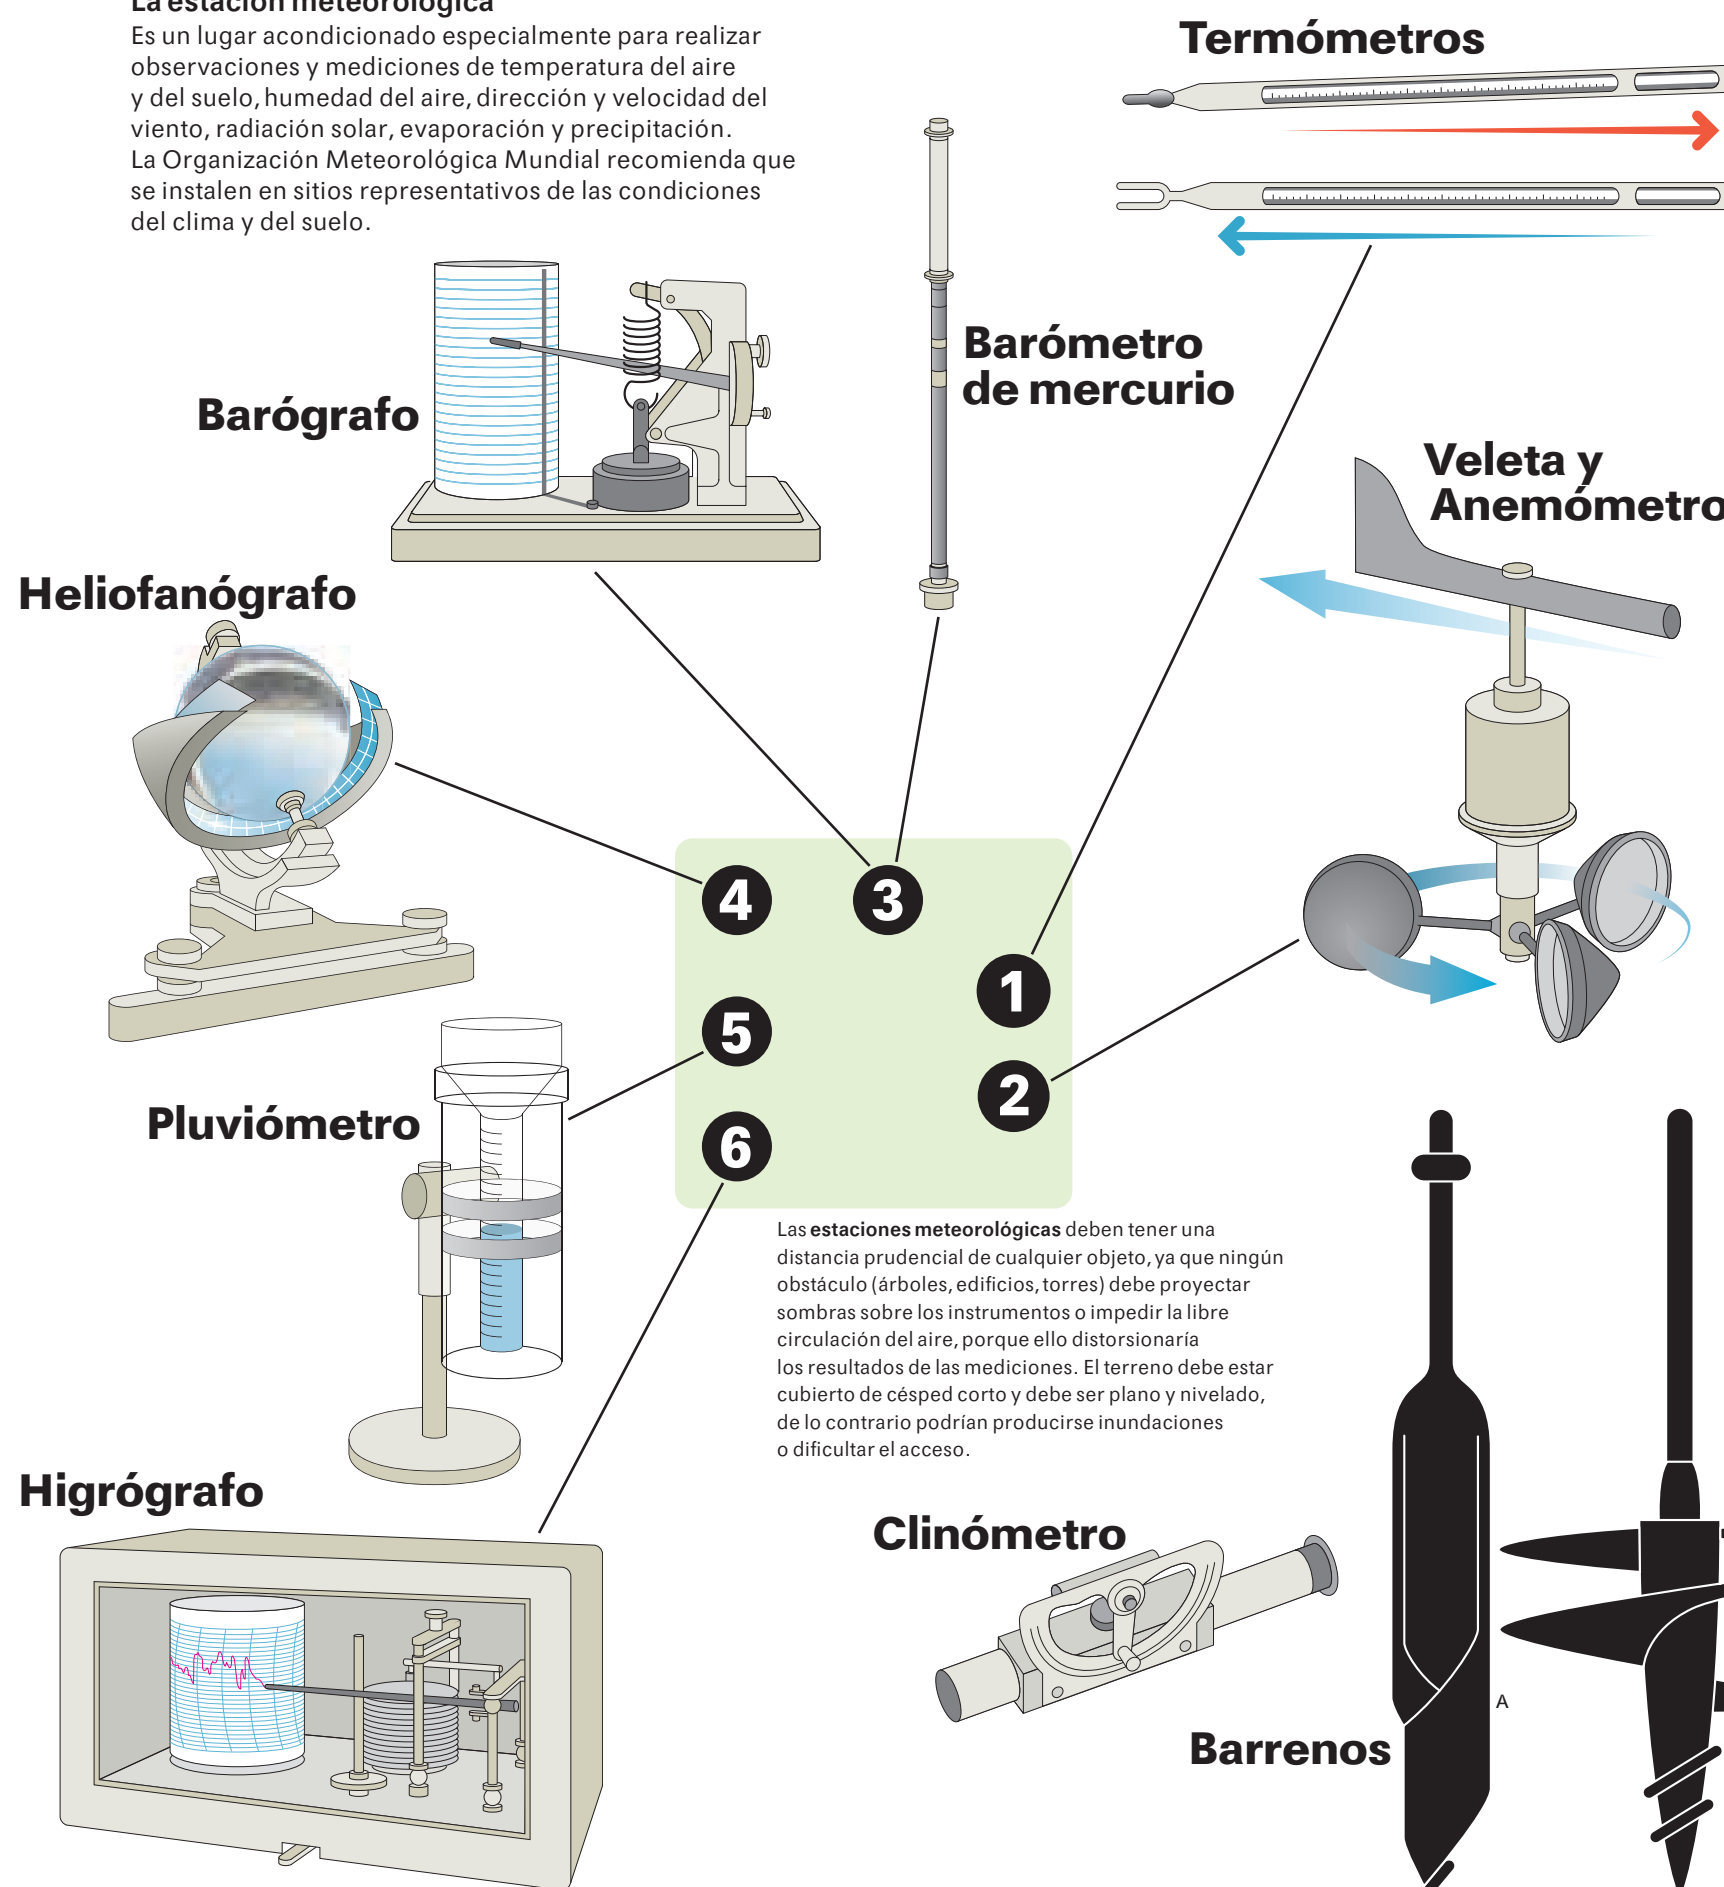 La estación meteorológica
Es un lugar acondicionado especialmente para realizar
observaciones y mediciones de temperatura del aire
y del suelo, humedad del aire, dirección y velocidad del
viento, radiación solar, evaporación y precipitación.
La Organización Meteorológica Mundial recomienda que
se instalen en sitios representativos de las condiciones
del clima y del suelo.
Termómetros
Barómetro
de mercurio
Barógrafo
Veleta y
Anemómetro
Heliofanógrafo
4
3
1
5
2
6
Pluviómetro
Las estaciones meteorológicas deben tener una
distancia prudencial de cualquier objeto, ya que ningún
obstáculo (árboles, edificios, torres) debe proyectar
sombras sobre los instrumentos o impedir la libre
circulación del aire, porque ello distorsionaría
los resultados de las mediciones. El terreno debe estar
cubierto de césped corto y debe ser plano y nivelado,
de lo contrario podrían producirse inundaciones
o dificultar el acceso.
Higrógrafo
Clinómetro
A
Barrenos